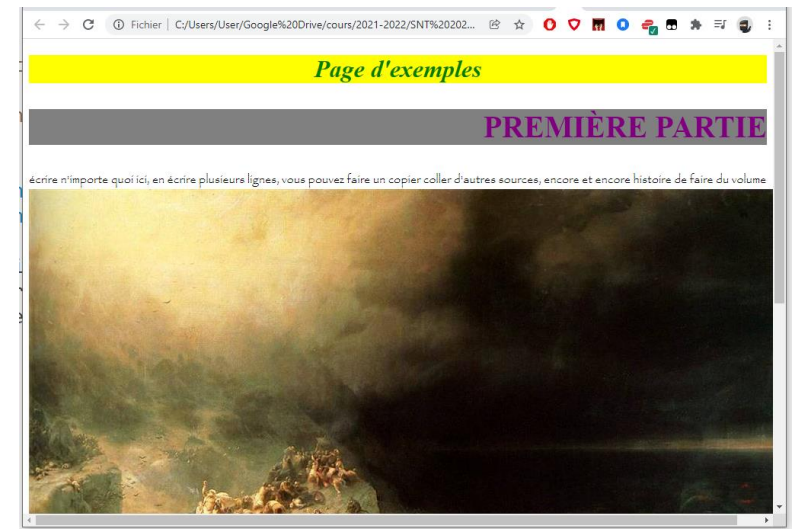 Fichier
C:/Users/User/Google%20Drive/cours/2021-2022/SNT%20202...
Page d'exemples
PREMIÈRE PARTIE
écrire n'importe quoi ici, en écrire plusieurs lignes, vous pouvez faire un copier coller d'autres sources, encore et encore histoire de faire du volume